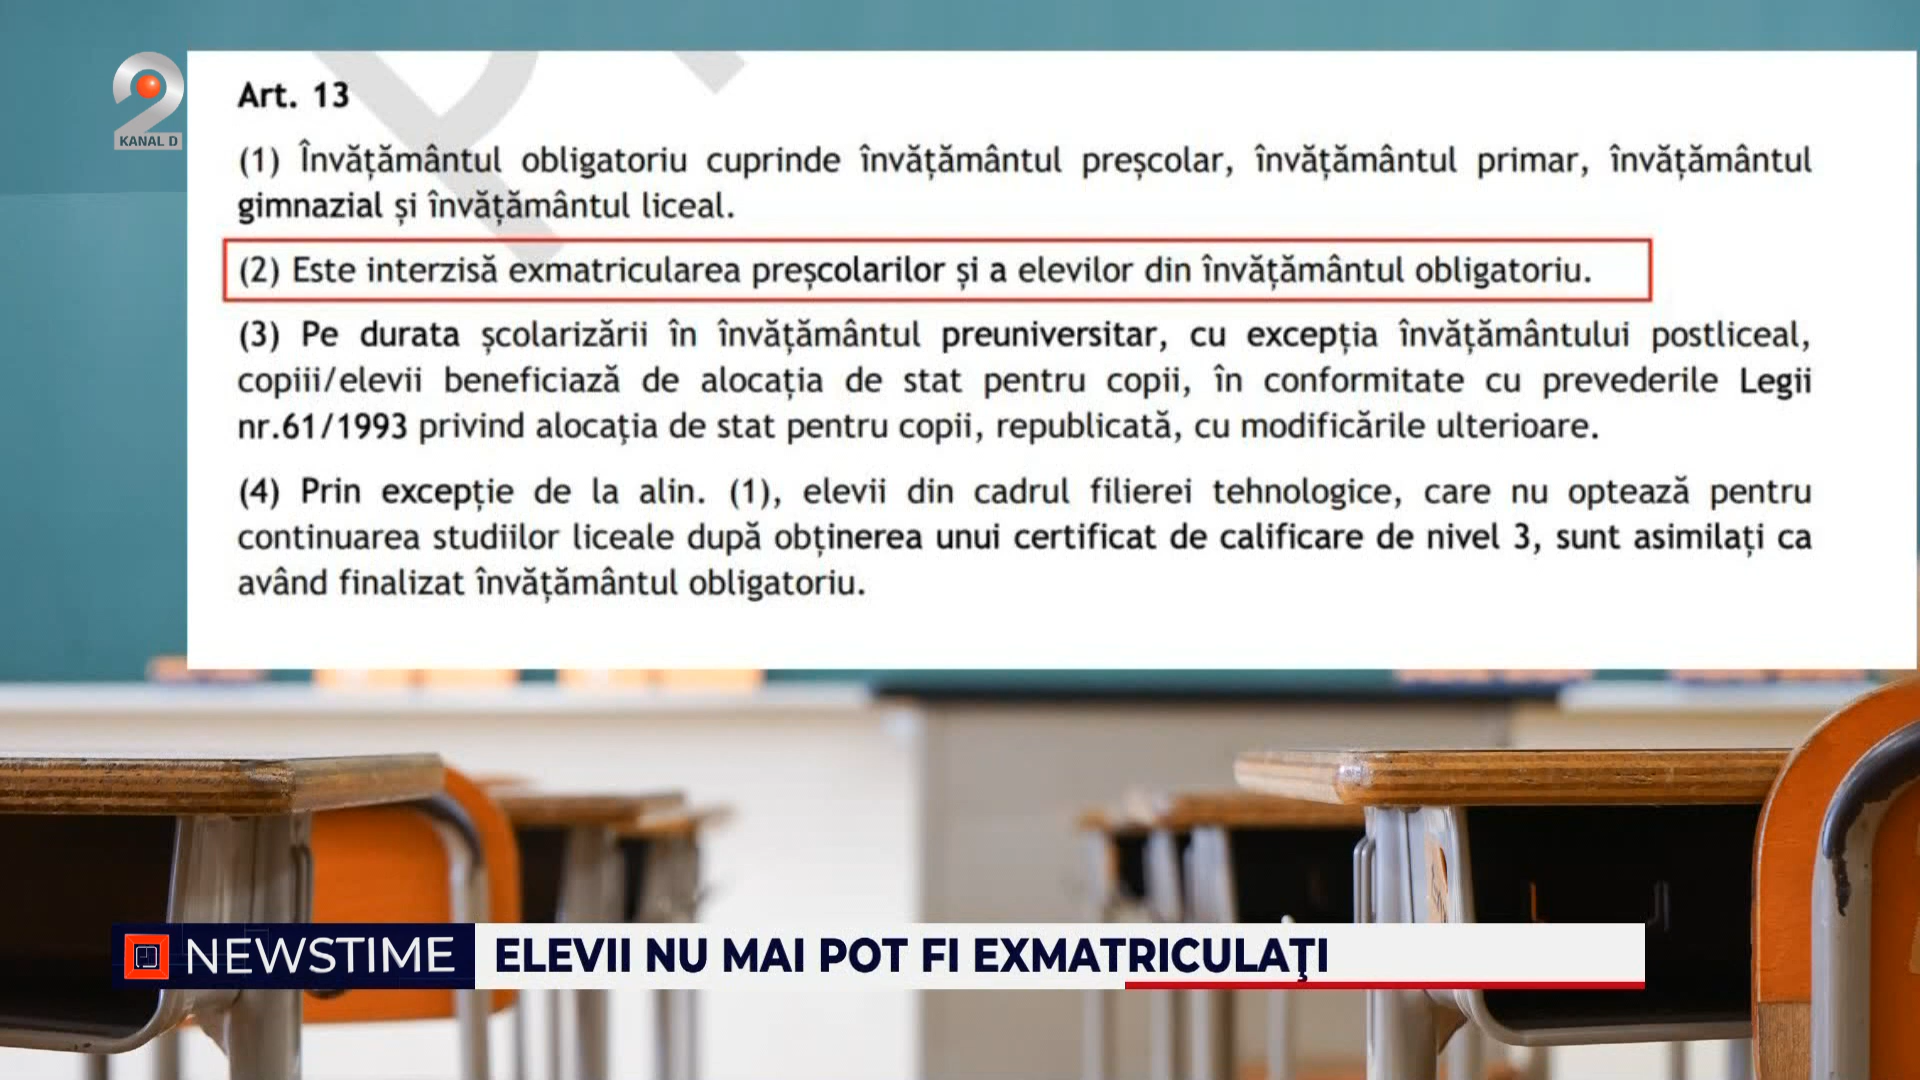 2
KANAL D
Art. 13
(1) Învățământul obligatoriu cuprinde învățământul preșcolar, învățământul primar, învățământul
gimnazial și învățământul liceal.
(2) Este interzisă exmatricularea preșcolarilor și a elevilor din învățământul obligatoriu.
(3) Pe durata școlarizării în învățământul preuniversitar, cu excepția învățământului postliceal,
copiii/elevii beneficiază de alocația de stat pentru copii, în conformitate cu prevederile Legii
nr.61/1993 privind alocația de stat pentru copii, republicată, cu modificările ulterioare.
(4) Prin excepție de la alin. (1), elevii din cadrul filierei tehnologice, care nu optează pentru
continuarea studiilor liceale după obținerea unui certificat de calificare de nivel 3, sunt asimilați ca
având finalizat învățământul obligatoriu.
NEWSTIME ELEVII NU MAI POT FI EXMATRICULAŢI